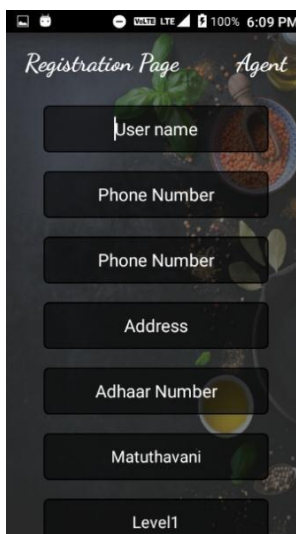 VoLTE LTE 100% 6:09 PM
Registration Page Agent
User name
Phone Number
Phone Number
Address
Adhaar Number
Matuthavani
Level1